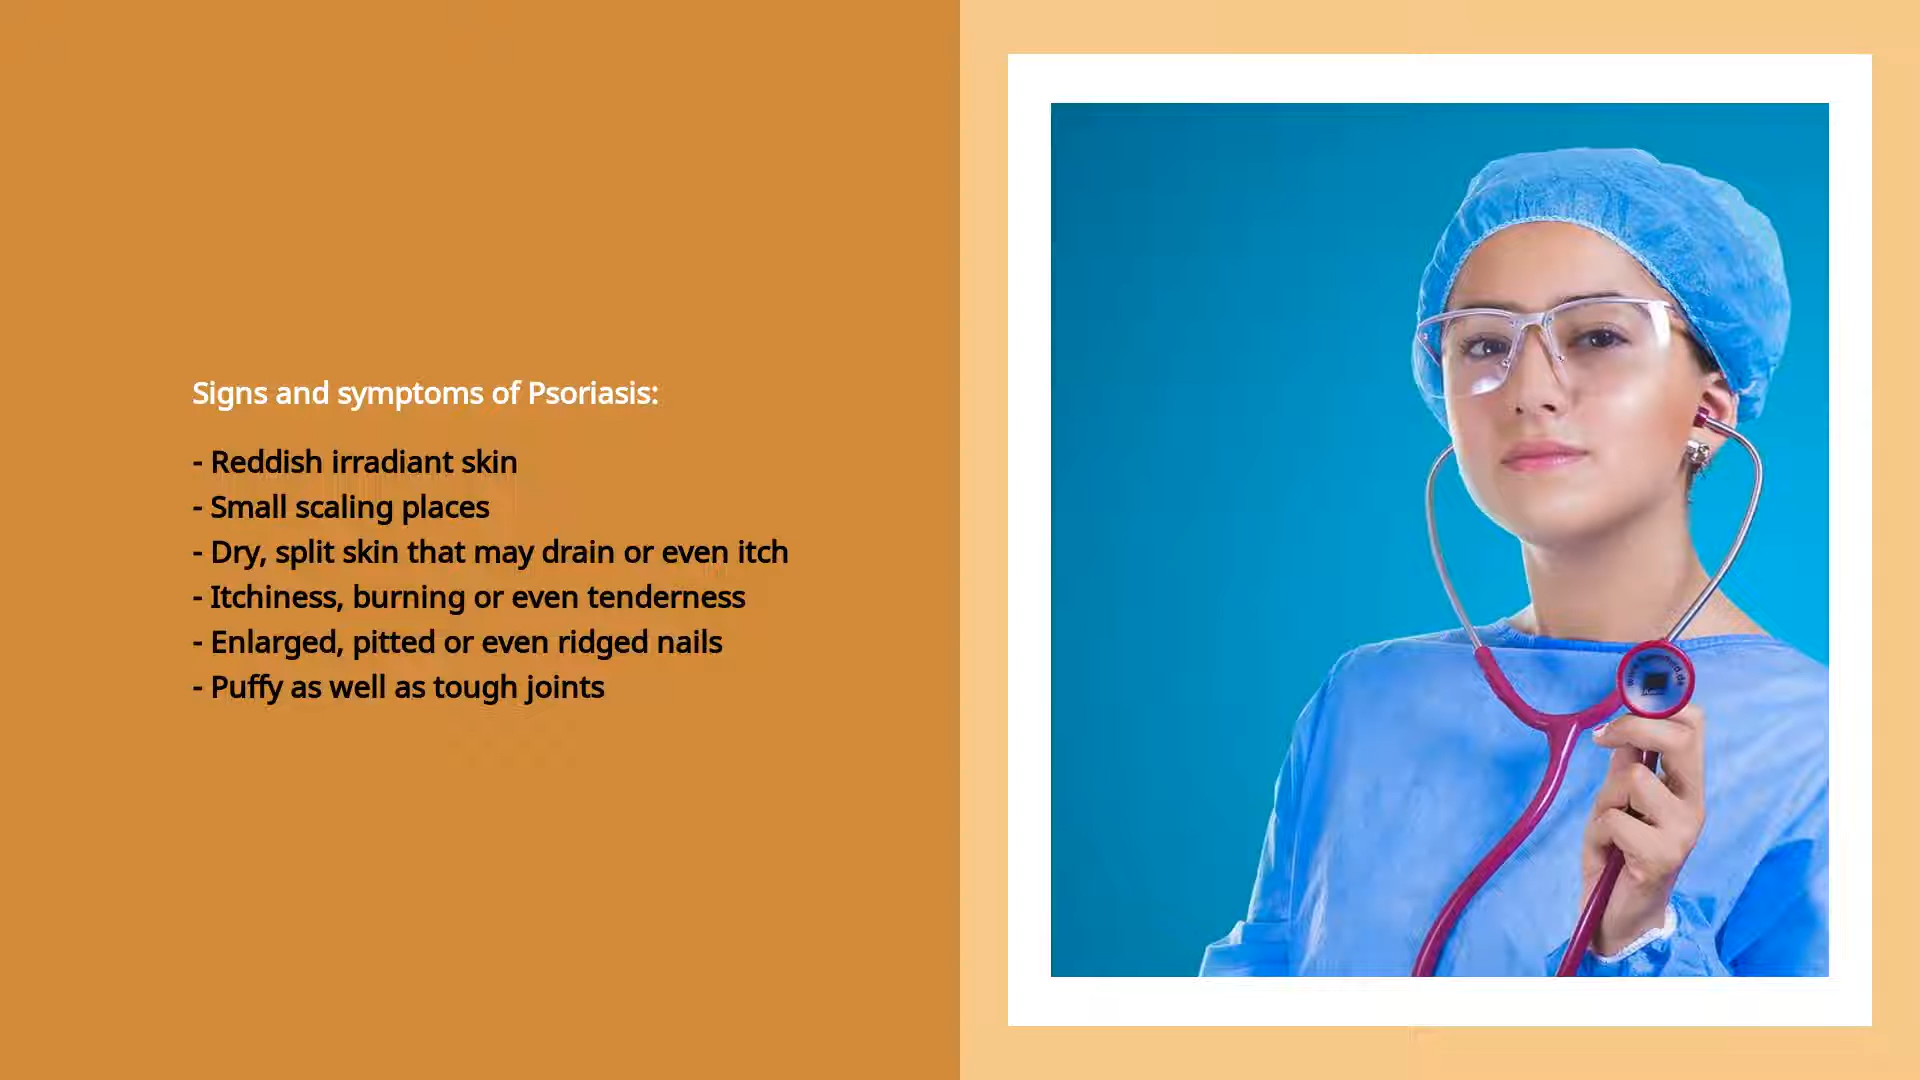 Signs and symptoms of Psoriasis:
- Reddish irradiant skin
- Small scaling places
- Dry, split skin that may drain or even itch
- Itchiness, burning or even tenderness
- Enlarged, pitted or even ridged nails
- Puffy as well as tough joints